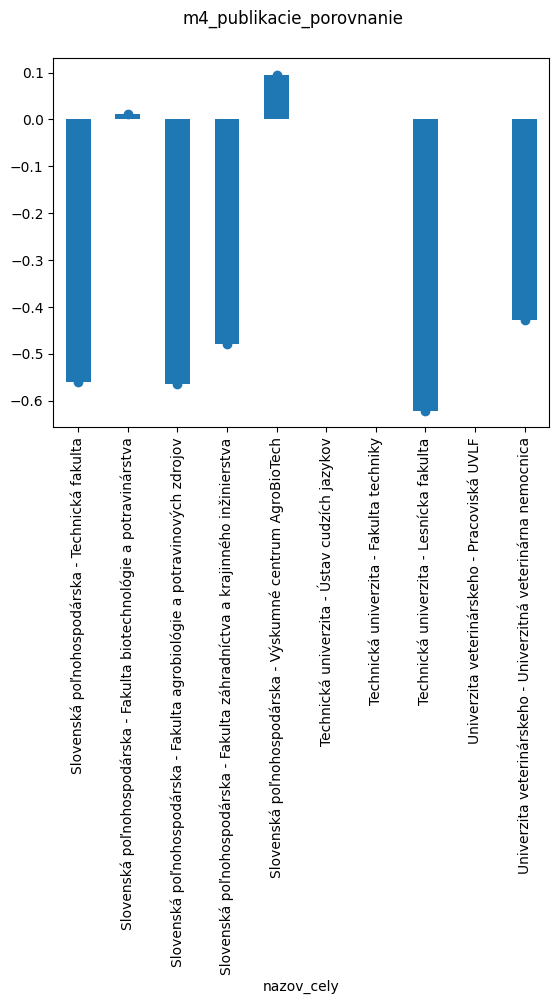 m4_publikacie_porovnanie
0.1
0.0
−0.1
−0.2
−0.3
−0.4
−0.5
−0.6
Slovenská poľnohospodárska - Technická fakulta
Slovenská poľnohospodárska - Fakulta biotechnológie a potravinárstva
Slovenská poľnohospodárska - Fakulta agrobiológie a potravinových zdrojov
Slovenská poľnohospodárska - Fakulta záhradníctva a krajinného inžinierstva
Slovenská poľnohospodárska - Výskumné centrum AgroBioTech
Technická univerzita - Ústav cudzích jazykov
Technická univerzita - Fakulta techniky
Technická univerzita - Lesnícka fakulta
Univerzita veterinárskeho - Pracoviská UVLF
Univerzita veterinárskeho - Univerzitná veterinárna nemocnica
nazov_cely